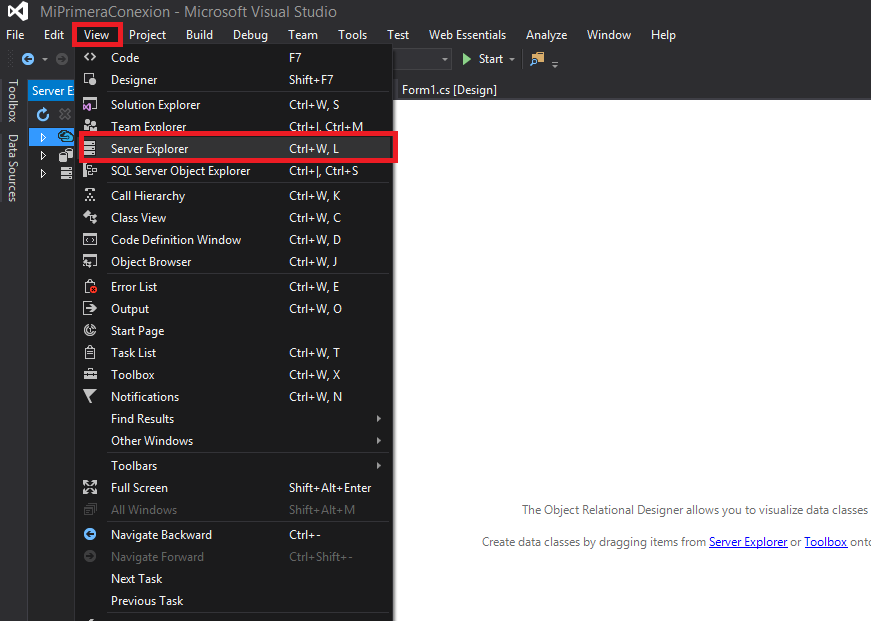 MiPrimeraConexion - Microsoft Visual Studio
File Edit View Project Build Debug Team Tools Test Web Essentials Analyze Window Help
Start
Toolbox
Data Sources
Server E
Form1.cs [Design]
Code F7
Designer Shift+F7
Solution Explorer Ctrl+W, S
Team Explorer Ctrl+|, Ctrl+M
Server Explorer Ctrl+W, L
SQL Server Object Explorer Ctrl+|, Ctrl+S
Call Hierarchy Ctrl+W, K
Class View Ctrl+W, C
Code Definition Window Ctrl+W, D
Object Browser Ctrl+W, J
Error List Ctrl+W, E
Output Ctrl+W, O
Start Page
Task List Ctrl+W, T
Toolbox Ctrl+W, X
Notifications Ctrl+W, N
Find Results
Other Windows
Toolbars
Full Screen Shift+Alt+Enter
All Windows Shift+Alt+M
Navigate Backward Ctrl+-
Navigate Forward Ctrl+Shift+-
Next Task
Previous Task
The Object Relational Designer allows you to visualize data classes
Create data classes by dragging items from Server Explorer or Toolbox onto